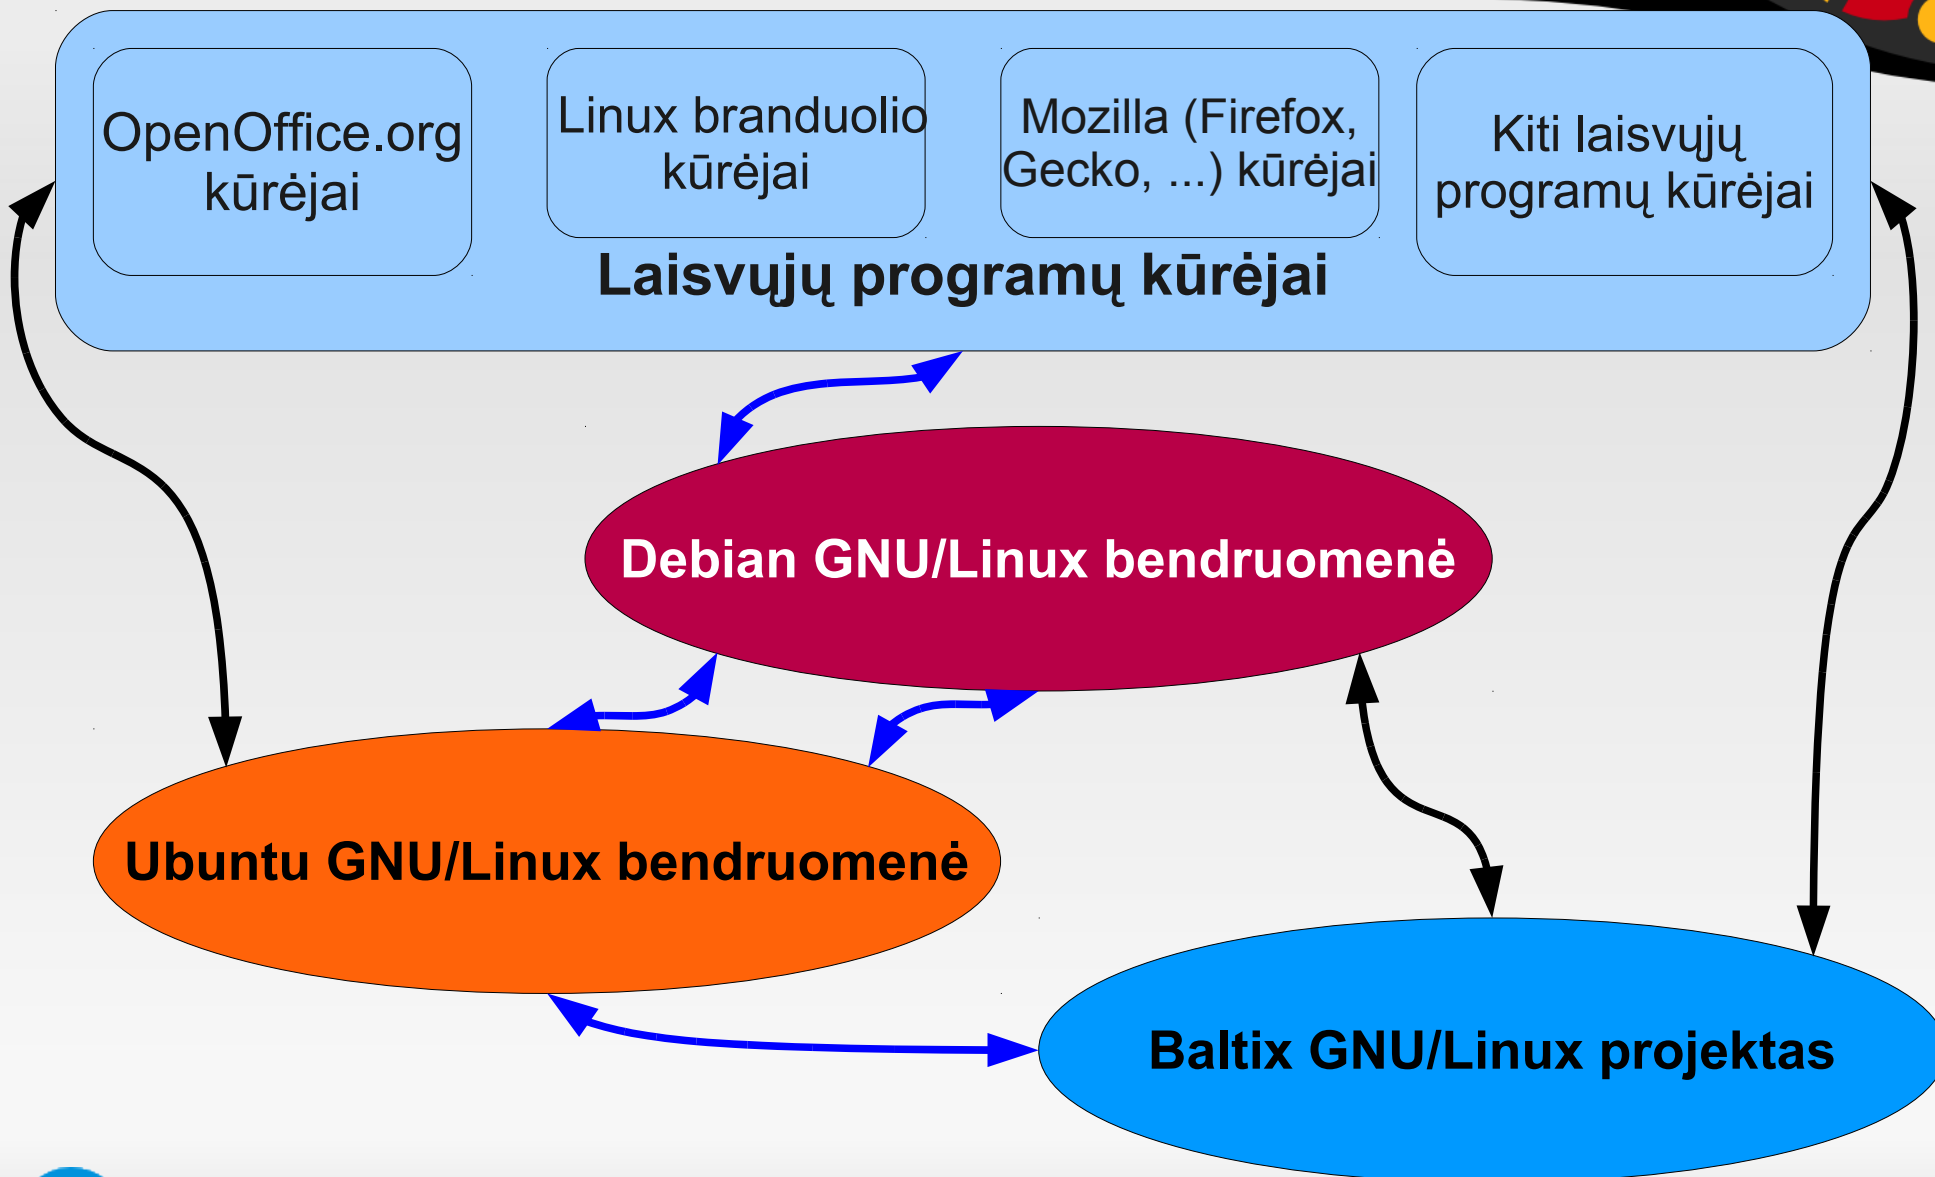 OpenOffice.org
kūrėjai
Linux branduolio
kūrėjai
Mozilla (Firefox,
Gecko, ...) kūrėjai
Kiti laisvųjų
programų kūrėjai
Laisvųjų programų kūrėjai
Debian GNU/Linux bendruomenė
Ubuntu GNU/Linux bendruomenė
Baltix GNU/Linux projektas